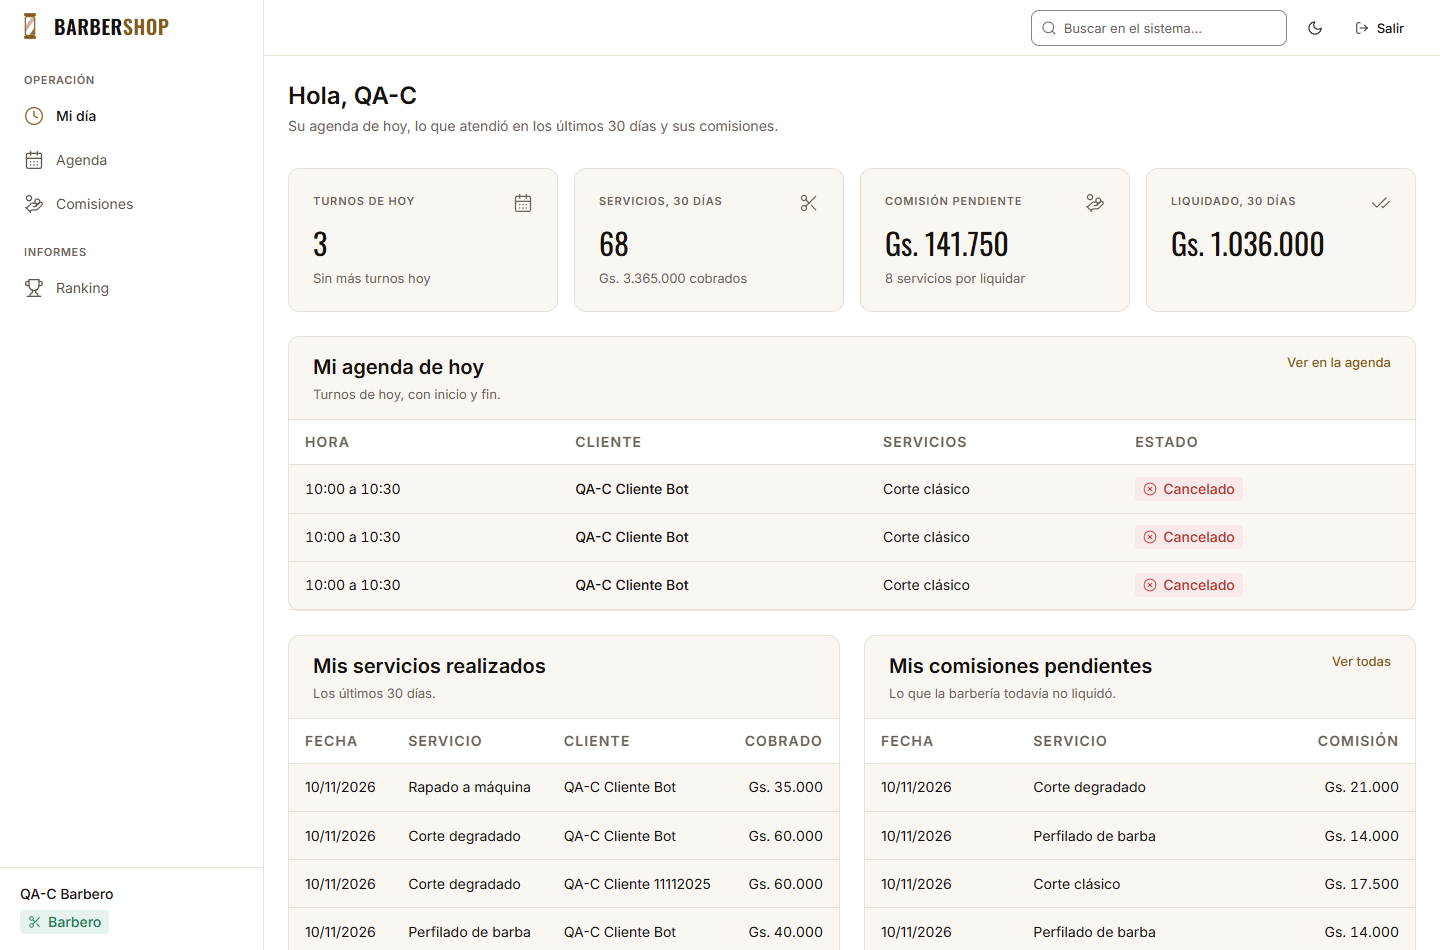 BARBERSHOP
Buscar en el sistema...
Salir
OPERACIÓN
Mi día
Agenda
Comisiones
INFORMES
Ranking
QA-C Barbero
Barbero
Hola, QA-C
Su agenda de hoy, lo que atendió en los últimos 30 días y sus comisiones.
TURNOS DE HOY
3
Sin más turnos hoy
SERVICIOS, 30 DÍAS
68
Gs. 3.365.000 cobrados
COMISIÓN PENDIENTE
Gs. 141.750
8 servicios por liquidar
LIQUIDADO, 30 DÍAS
Gs. 1.036.000
Mi agenda de hoy
Ver en la agenda
Turnos de hoy, con inicio y fin.
HORA CLIENTE SERVICIOS ESTADO
10:00 a 10:30 QA-C Cliente Bot Corte clásico Cancelado
10:00 a 10:30 QA-C Cliente Bot Corte clásico Cancelado
10:00 a 10:30 QA-C Cliente Bot Corte clásico Cancelado
Mis servicios realizados
Los últimos 30 días.
FECHA SERVICIO CLIENTE COBRADO
10/11/2026 Rapado a máquina QA-C Cliente Bot Gs. 35.000
10/11/2026 Corte degradado QA-C Cliente Bot Gs. 60.000
10/11/2026 Corte degradado QA-C Cliente 11112025 Gs. 60.000
10/11/2026 Perfilado de barba QA-C Cliente Bot Gs. 40.000
Mis comisiones pendientes
Ver todas
Lo que la barbería todavía no liquidó.
FECHA SERVICIO COMISIÓN
10/11/2026 Corte degradado Gs. 21.000
10/11/2026 Perfilado de barba Gs. 14.000
10/11/2026 Corte clásico Gs. 17.500
10/11/2026 Perfilado de barba Gs. 14.000